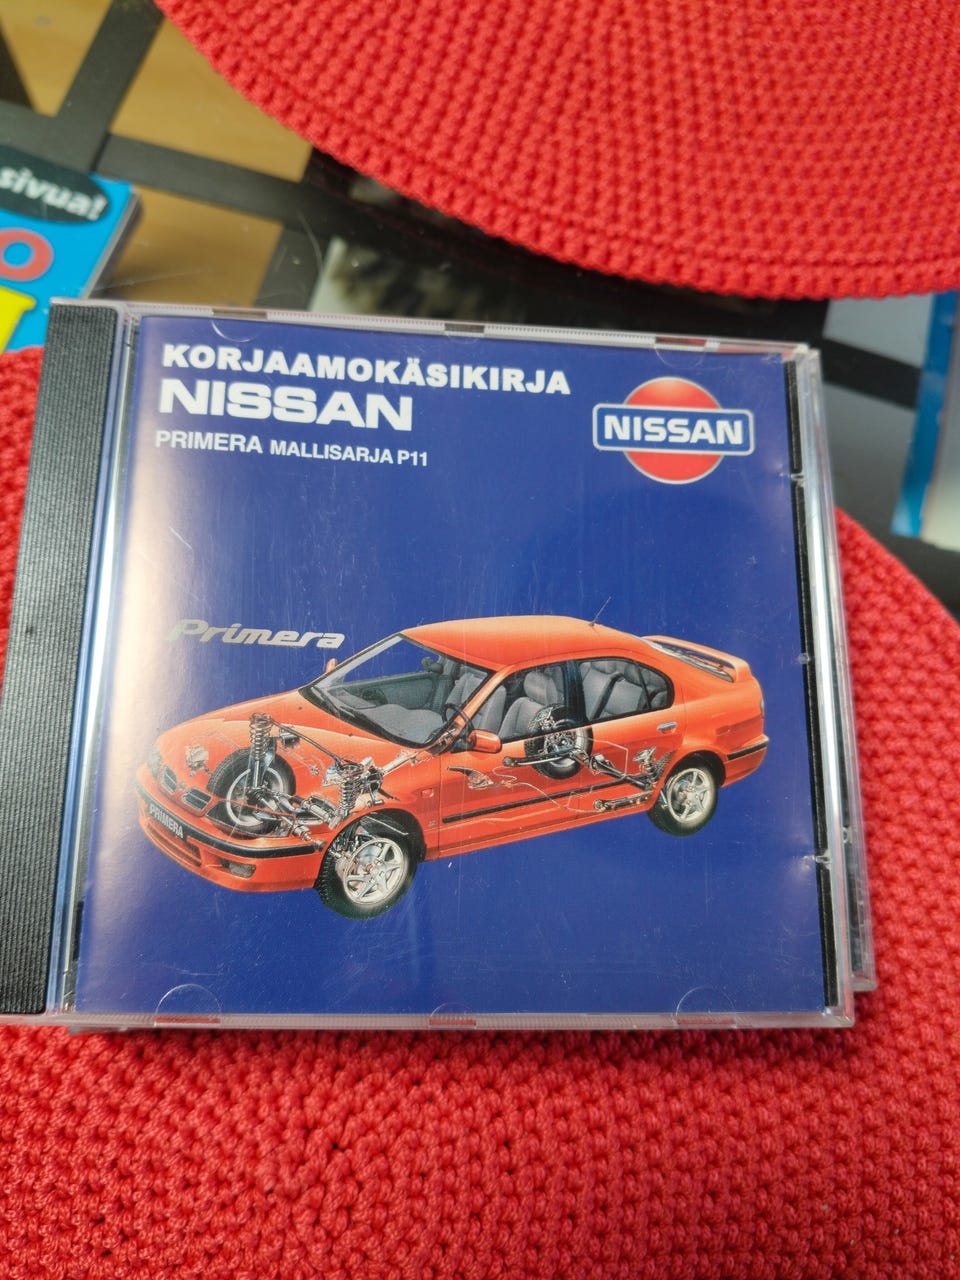 sivua!
KORJAAMOKÄSIKIRJA
NISSAN
PRIMERA MALLISARJA P11
NISSAN
Primera
PRIMERA